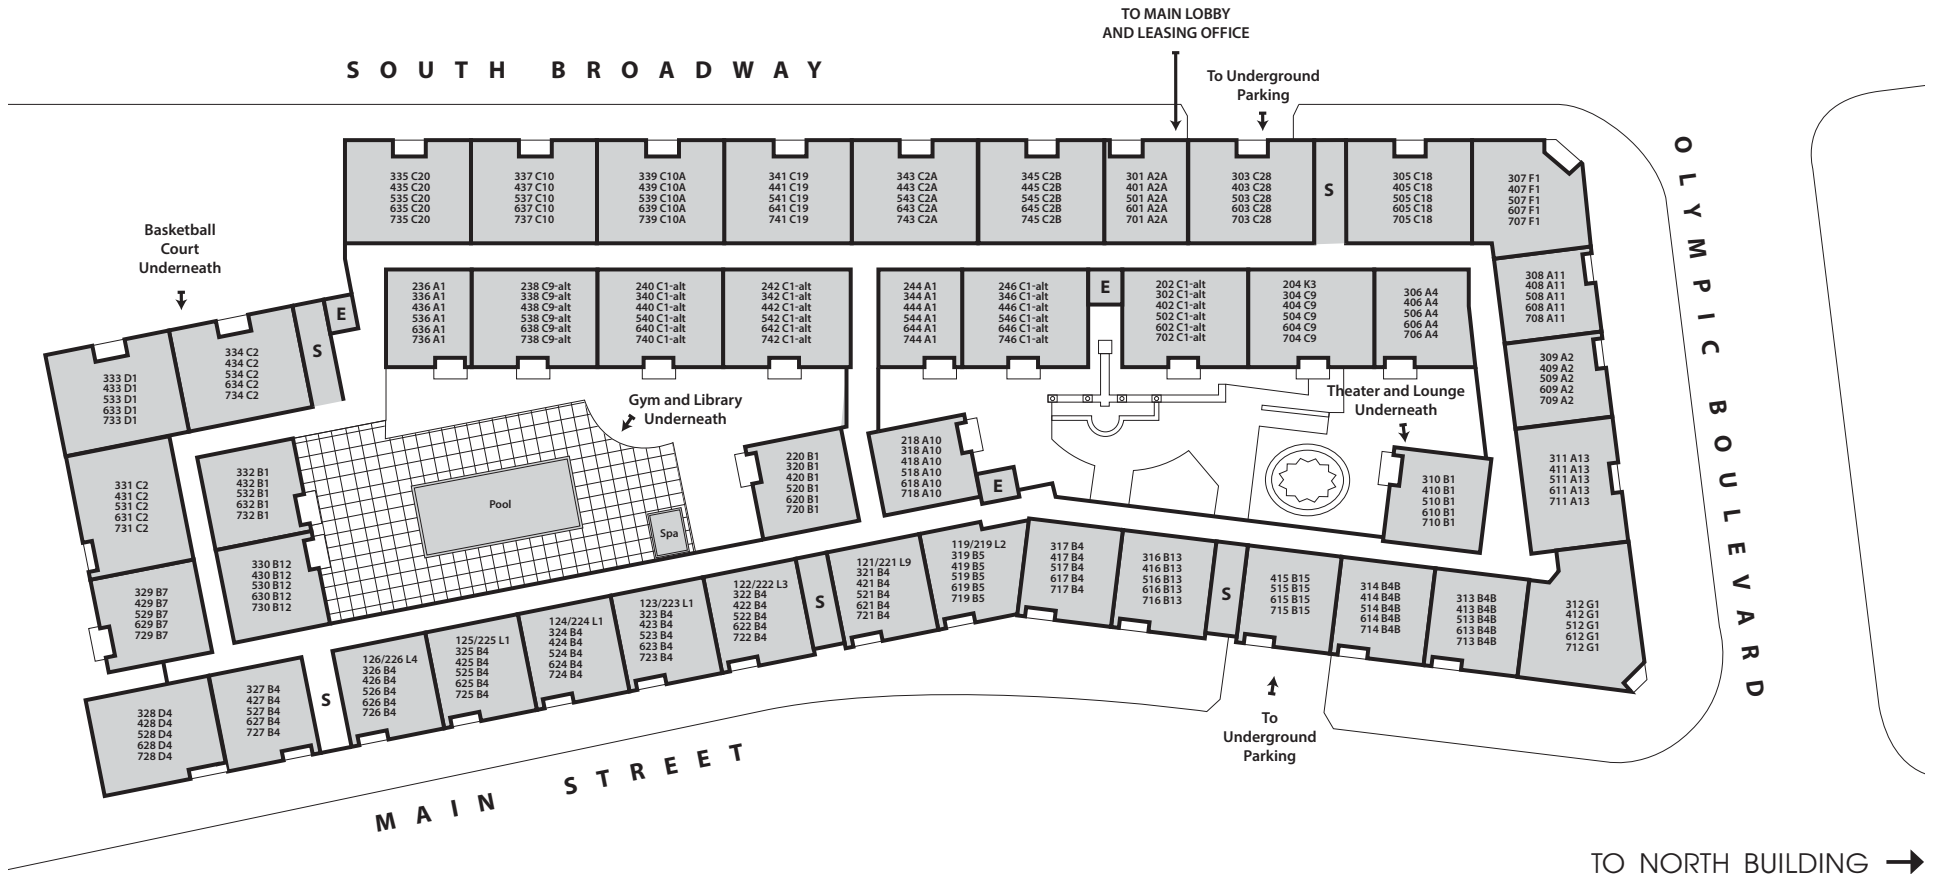 TO MAIN LOBBY
AND LEASING OFFICE
SOUTH BROADWAY
To Underground
Parking
335 C20
435 C20
535 C20
635 C20
735 C20
337 C10
437 C10
537 C10
637 C10
737 C10
339 C10A
439 C10A
539 C10A
639 C10A
739 C10A
341 C19
441 C19
541 C19
641 C19
741 C19
343 C2A
443 C2A
543 C2A
643 C2A
743 C2A
345 C2B
445 C2B
545 C2B
645 C2B
745 C2B
301 A2A
401 A2A
501 A2A
601 A2A
701 A2A
303 C28
403 C28
503 C28
603 C28
703 C28
S
305 C18
405 C18
505 C18
605 C18
705 C18
307 F1
407 F1
507 F1
607 F1
707 F1
OLYMPIC BOULEVARD
Basketball
Court
Underneath
E
S
334 C2
434 C2
534 C2
634 C2
734 C2
333 D1
433 D1
533 D1
633 D1
733 D1
236 A1
336 A1
436 A1
536 A1
636 A1
736 A1
238 C9-alt
338 C9-alt
438 C9-alt
538 C9-alt
638 C9-alt
738 C9-alt
240 C1-alt
340 C1-alt
440 C1-alt
540 C1-alt
640 C1-alt
740 C1-alt
242 C1-alt
342 C1-alt
442 C1-alt
542 C1-alt
642 C1-alt
742 C1-alt
244 A1
344 A1
444 A1
544 A1
644 A1
744 A1
246 C1-alt
346 C1-alt
446 C1-alt
546 C1-alt
646 C1-alt
746 C1-alt
E
202 C1-alt
302 C1-alt
402 C1-alt
502 C1-alt
602 C1-alt
702 C1-alt
204 K3
304 C9
404 C9
504 C9
604 C9
704 C9
306 A4
406 A4
506 A4
606 A4
706 A4
308 A11
408 A11
508 A11
608 A11
708 A11
309 A2
409 A2
509 A2
609 A2
709 A2
Gym and Library
Underneath
Theater and Lounge
Underneath
331 C2
431 C2
531 C2
631 C2
731 C2
332 B1
432 B1
532 B1
632 B1
732 B1
Pool
Spa
220 B1
320 B1
420 B1
520 B1
620 B1
720 B1
218 A10
318 A10
418 A10
518 A10
618 A10
718 A10
E
310 B1
410 B1
510 B1
610 B1
710 B1
311 A13
411 A13
511 A13
611 A13
711 A13
329 B7
429 B7
529 B7
629 B7
729 B7
330 B12
430 B12
530 B12
630 B12
730 B12
328 D4
428 D4
528 D4
628 D4
728 D4
327 B4
427 B4
527 B4
627 B4
727 B4
S
126/226 L4
326 B4
426 B4
526 B4
626 B4
726 B4
125/225 L1
325 B4
425 B4
525 B4
625 B4
725 B4
124/224 L1
324 B4
424 B4
524 B4
624 B4
724 B4
123/223 L1
323 B4
423 B4
523 B4
623 B4
723 B4
122/222 L3
322 B4
422 B4
522 B4
622 B4
722 B4
S
121/221 L9
321 B4
421 B4
521 B4
621 B4
721 B4
119/219 L2
319 B5
419 B5
519 B5
619 B5
719 B5
317 B4
417 B4
517 B4
617 B4
717 B4
316 B13
416 B13
516 B13
616 B13
716 B13
S
415 B15
515 B15
615 B15
715 B15
314 B4B
414 B4B
514 B4B
614 B4B
714 B4B
313 B4B
413 B4B
513 B4B
613 B4B
713 B4B
312 G1
412 G1
512 G1
612 G1
712 G1
To
Underground
Parking
MAIN STREET
TO NORTH BUILDING